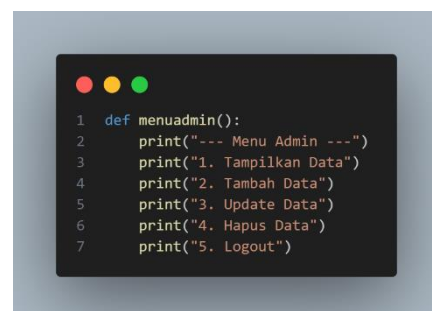 1 def menuadmin():
2     print("--- Menu Admin ---")
3     print("1. Tampilkan Data")
4     print("2. Tambah Data")
5     print("3. Update Data")
6     print("4. Hapus Data")
7     print("5. Logout")